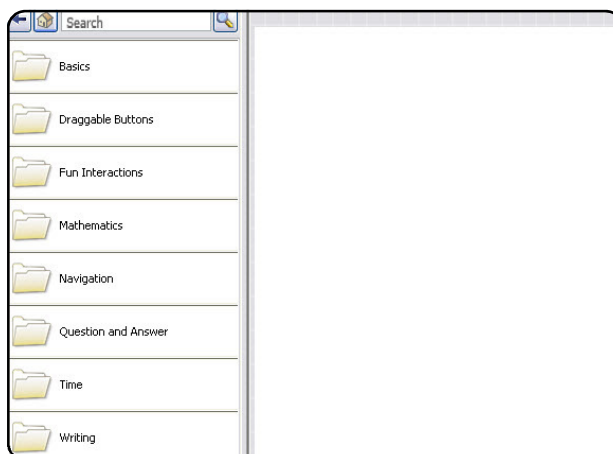 Search
Basics
Draggable Buttons
Fun Interactions
Mathematics
Navigation
Question and Answer
Time
Writing